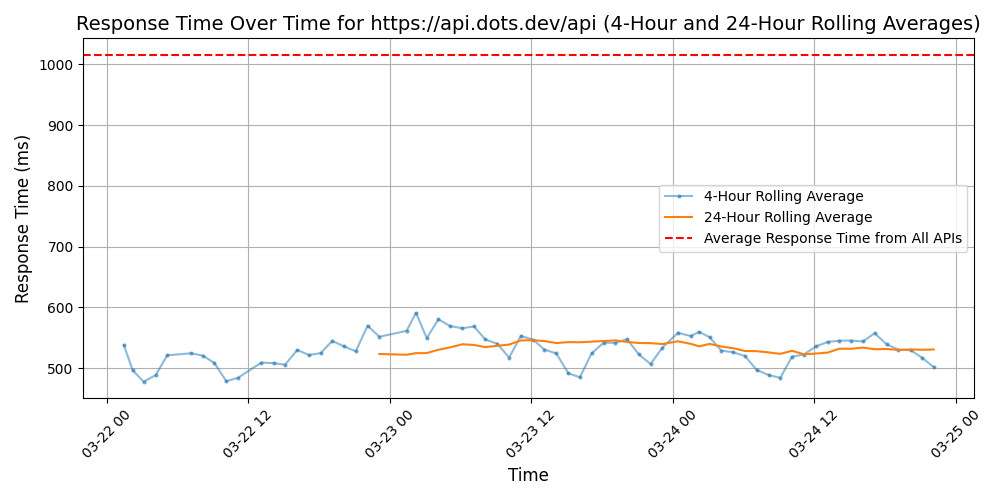 Response Time Over Time for https://api.dots.dev/api (4-Hour and 24-Hour Rolling Averages)
Response Time (ms)
1000
900
800
700
600
500
4-Hour Rolling Average
24-Hour Rolling Average
Average Response Time from All APIs
03-22 00
03-22 12
03-23 00
03-23 12
03-24 00
03-24 12
03-25 00
Time